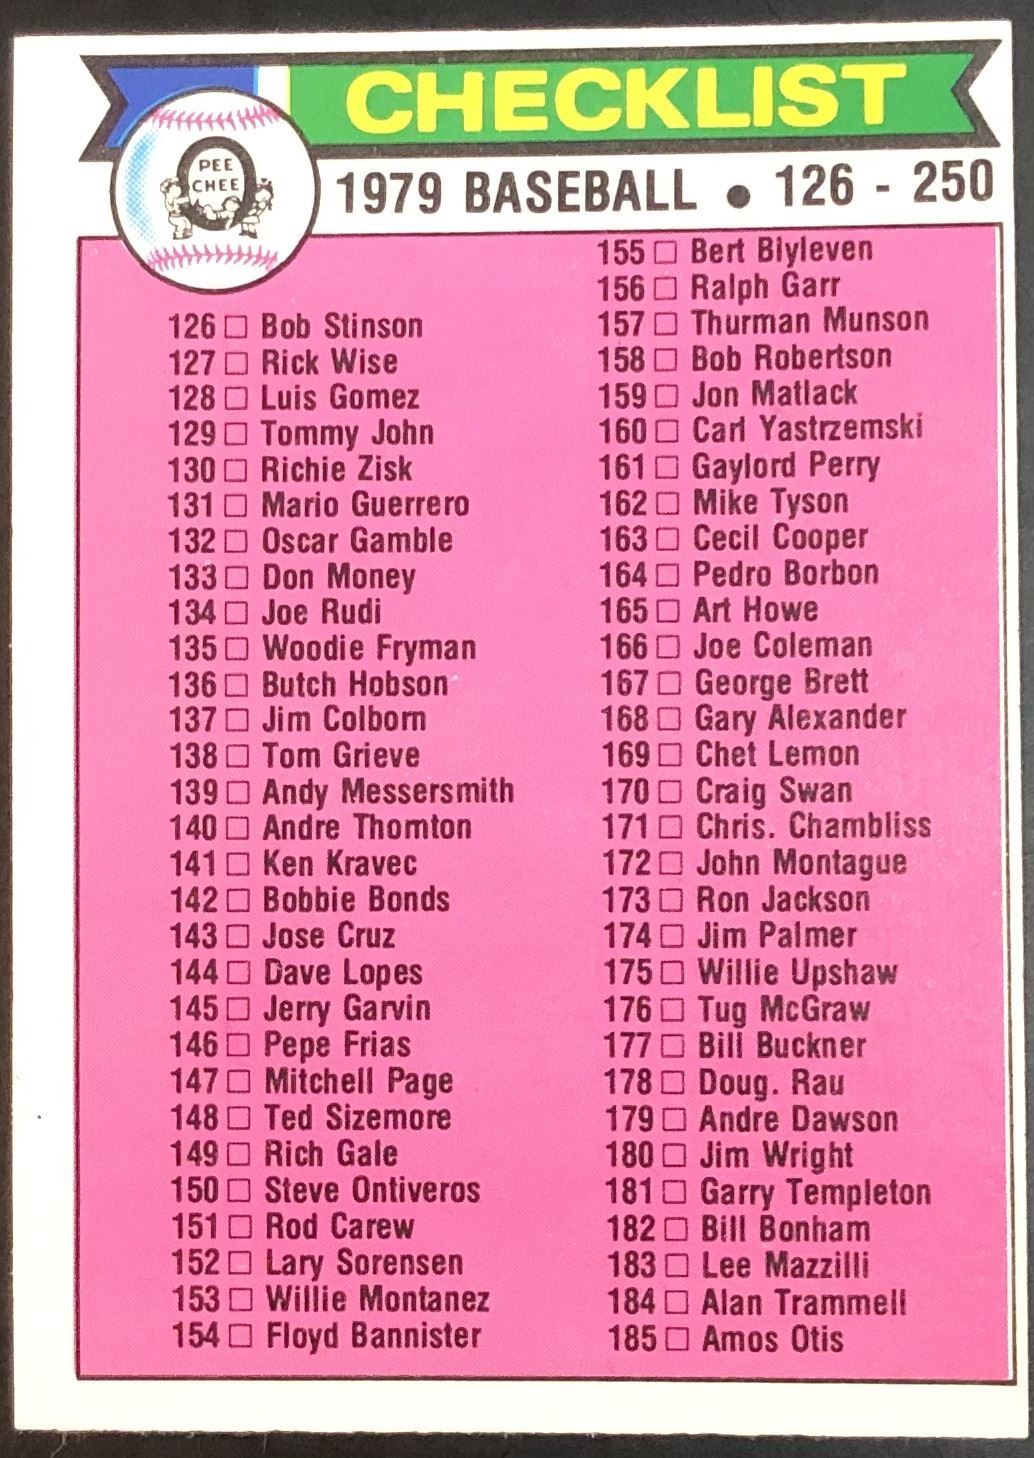 CHECKLIST
PEE
CHEE
1979 BASEBALL • 126 - 250
126 □ Bob Stinson
127 □ Rick Wise
128 □ Luis Gomez
129 □ Tommy John
130 □ Richie Zisk
131 □ Mario Guerrero
132 □ Oscar Gamble
133 □ Don Money
134 □ Joe Rudi
135 □ Woodie Fryman
136 □ Butch Hobson
137 □ Jim Colborn
138 □ Tom Grieve
139 □ Andy Messersmith
140 □ Andre Thornton
141 □ Ken Kravec
142 □ Bobbie Bonds
143 □ Jose Cruz
144 □ Dave Lopes
145 □ Jerry Garvin
146 □ Pepe Frias
147 □ Mitchell Page
148 □ Ted Sizemore
149 □ Rich Gale
150 □ Steve Ontiveros
151 □ Rod Carew
152 □ Lary Sorensen
153 □ Willie Montanez
154 □ Floyd Bannister
155 □ Bert Blyleven
156 □ Ralph Garr
157 □ Thurman Munson
158 □ Bob Robertson
159 □ Jon Matlack
160 □ Carl Yastrzemski
161 □ Gaylord Perry
162 □ Mike Tyson
163 □ Cecil Cooper
164 □ Pedro Borbon
165 □ Art Howe
166 □ Joe Coleman
167 □ George Brett
168 □ Gary Alexander
169 □ Chet Lemon
170 □ Craig Swan
171 □ Chris. Chambliss
172 □ John Montague
173 □ Ron Jackson
174 □ Jim Palmer
175 □ Willie Upshaw
176 □ Tug McGraw
177 □ Bill Buckner
178 □ Doug. Rau
179 □ Andre Dawson
180 □ Jim Wright
181 □ Garry Templeton
182 □ Bill Bonham
183 □ Lee Mazzilli
184 □ Alan Trammell
185 □ Amos Otis